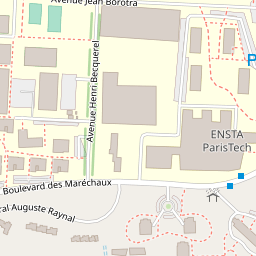 Avenue Jean Borotra
P
Avenue Henri Becquerel
ENSTA
ParisTech
Boulevard des Maréchaux
ral Auguste Raynal